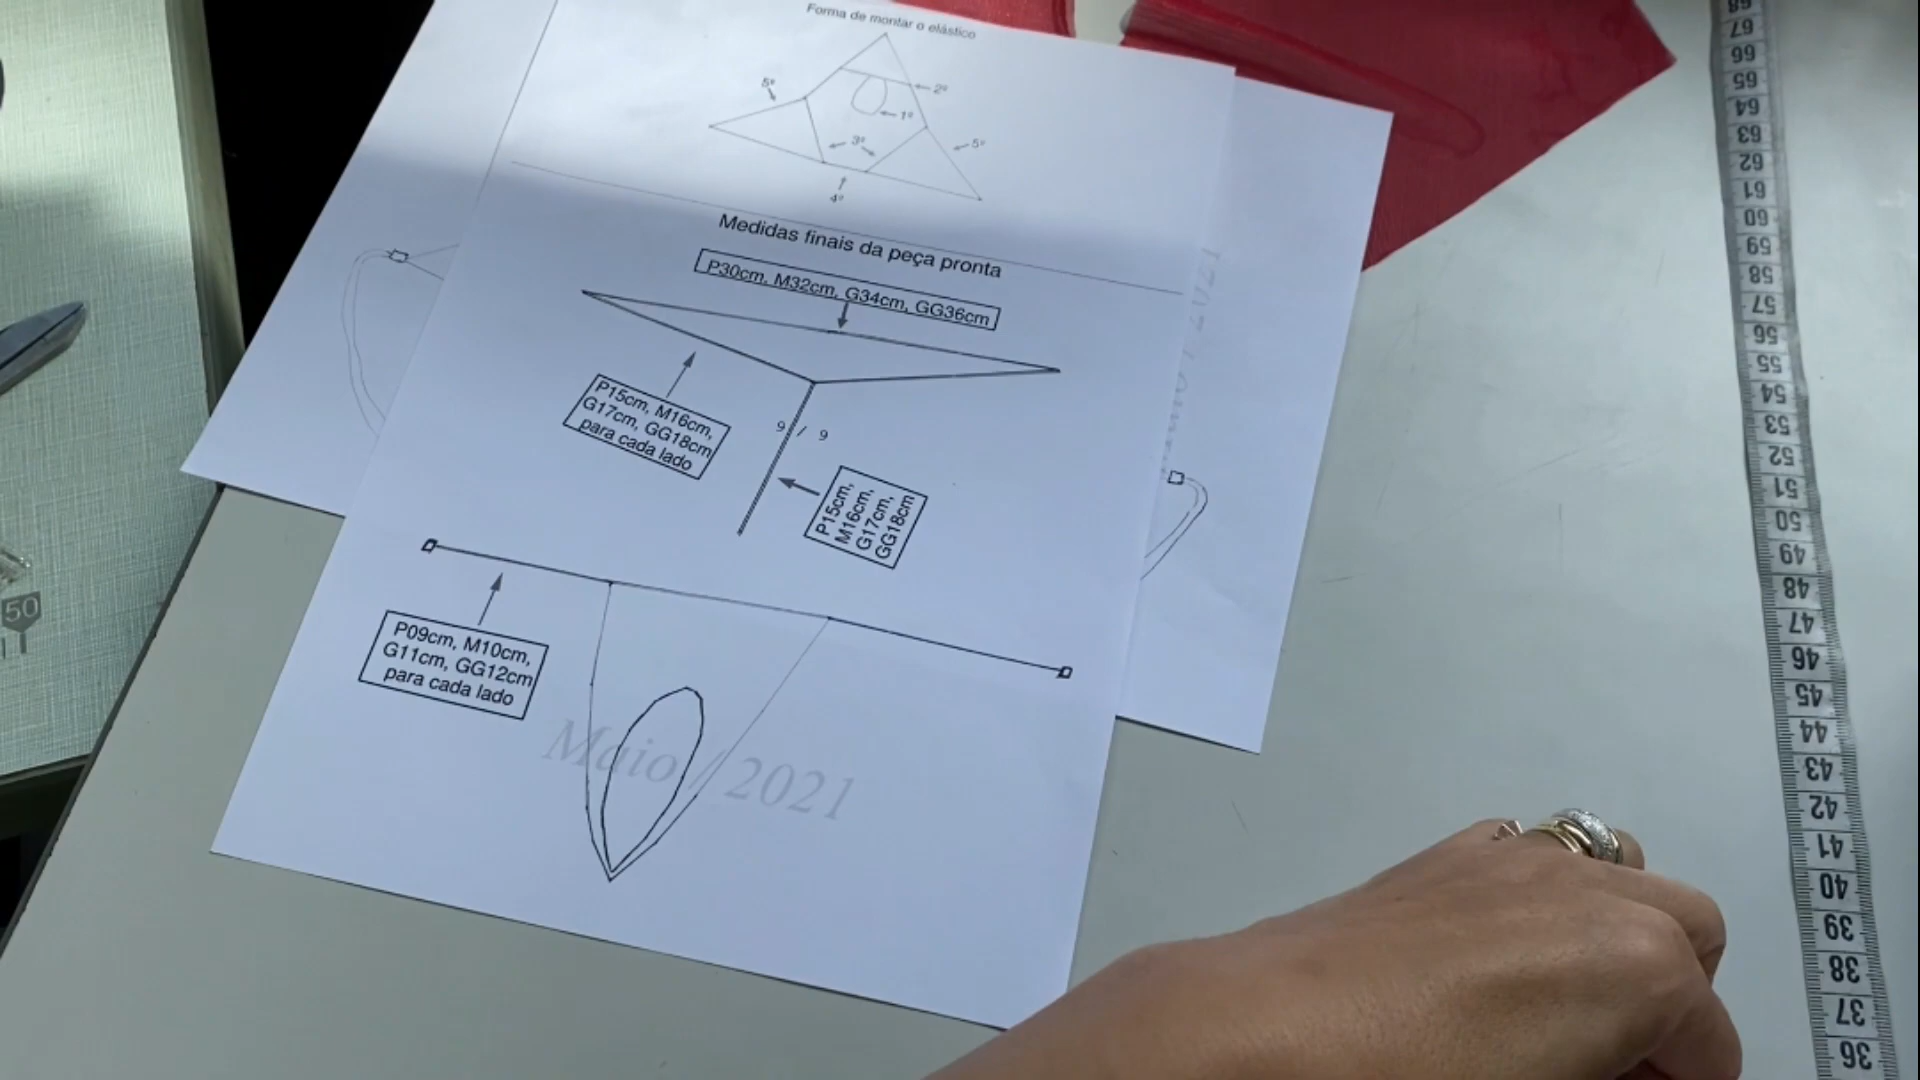 Forma de montar o elástico
5º
2º
1º
3º
5º
4º
Medidas finais da peça pronta
P30cm, M32cm, G34cm, GG36cm
P15cm, M16cm,
G17cm, GG18cm
para cada lado
9 / 9
P15cm,
M16cm,
G17cm,
GG18cm
P09cm, M10cm,
G11cm, GG12cm
para cada lado
Maio / 2021
50
68
67
66
65
64
63
62
61
60
59
58
57
56
55
54
53
52
51
50
49
48
47
46
45
44
43
42
41
40
39
38
37
36